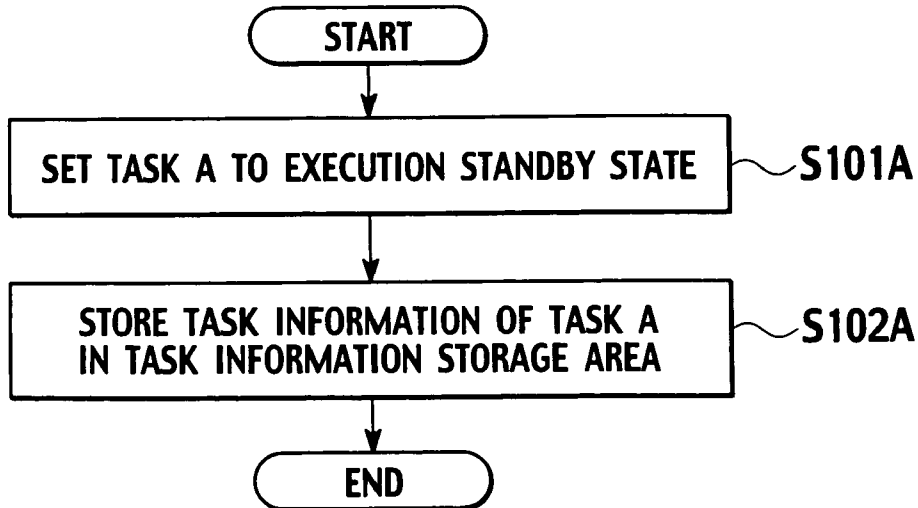 START
SET TASK A TO EXECUTION STANDBY STATE
S101A
STORE TASK INFORMATION OF TASK A
IN TASK INFORMATION STORAGE AREA
S102A
END